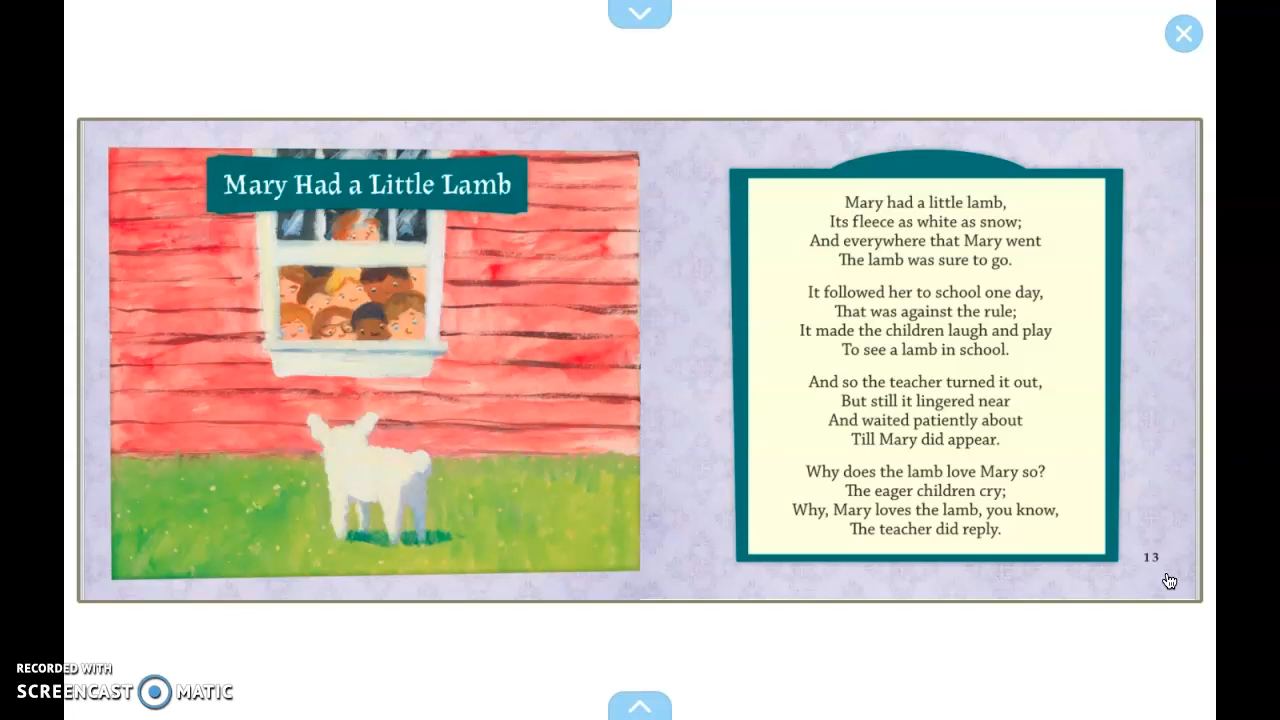 Mary Had a Little Lamb
Mary had a little lamb,
Its fleece as white as snow;
And everywhere that Mary went
The lamb was sure to go.
It followed her to school one day,
That was against the rule;
It made the children laugh and play
To see a lamb in school.
And so the teacher turned it out,
But still it lingered near
And waited patiently about
Till Mary did appear.
Why does the lamb love Mary so?
The eager children cry;
Why, Mary loves the lamb, you know,
The teacher did reply.
13
RECORDED WITH
SCREENCAST MATIC